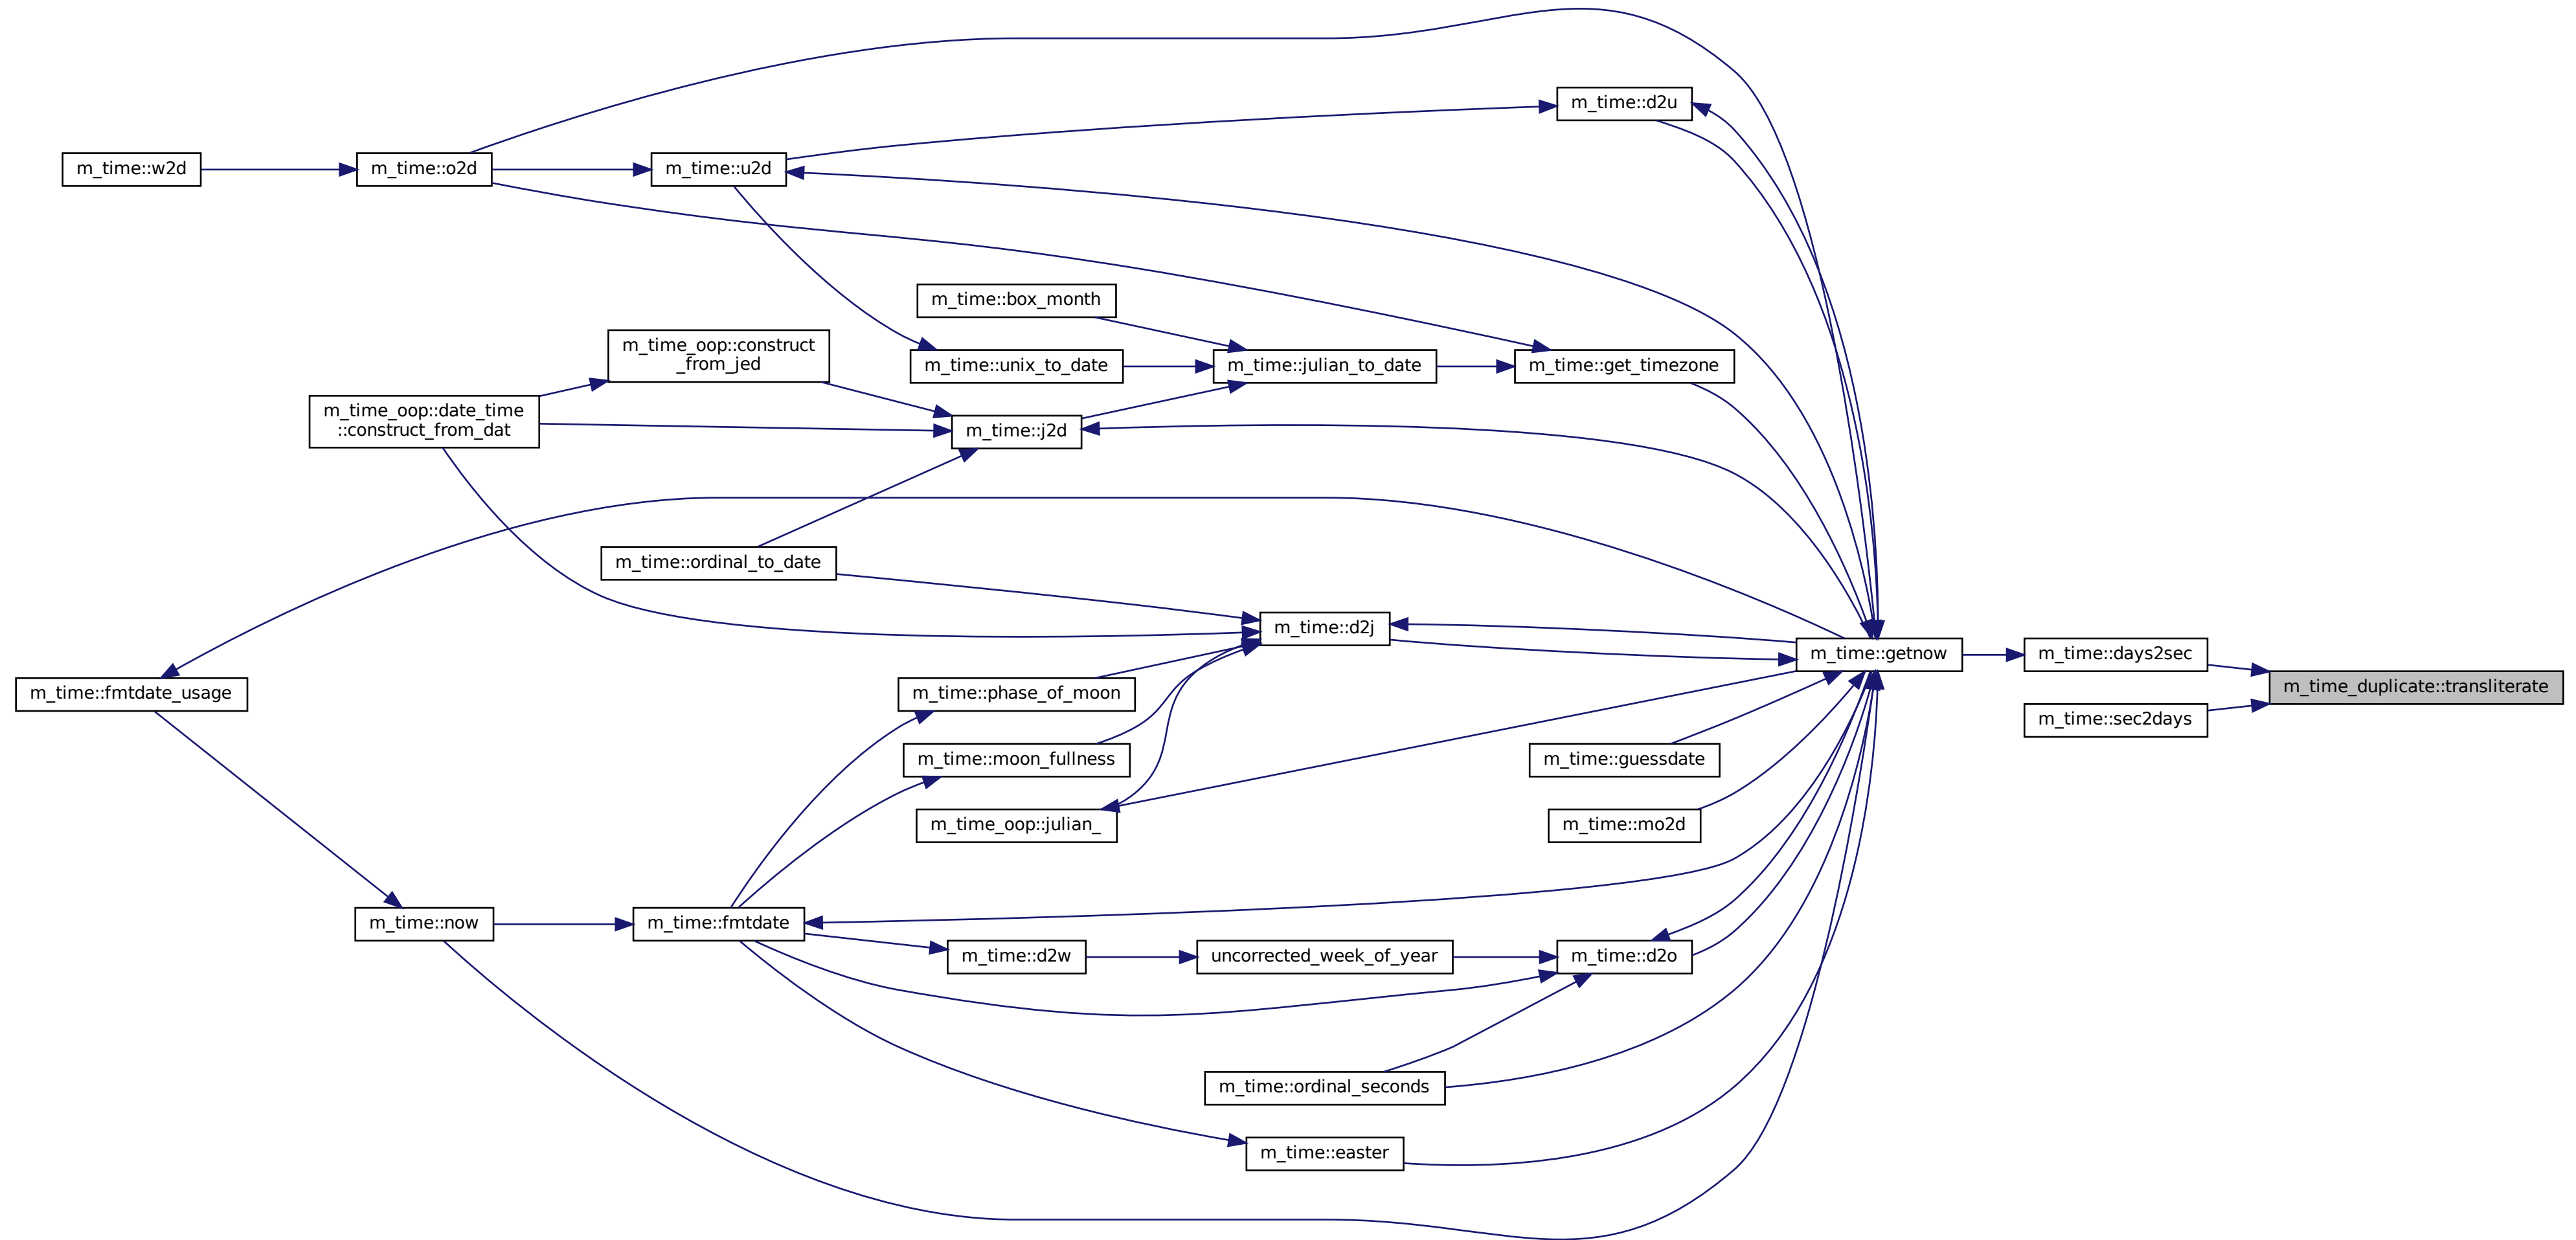 m_time::d2u
m_time::w2d
m_time::o2d
m_time::u2d
m_time::box_month
m_time_oop::construct
_from_jed
m_time::unix_to_date
m_time::julian_to_date
m_time::get_timezone
m_time_oop::date_time
::construct_from_dat
m_time::j2d
m_time::ordinal_to_date
m_time::d2j
m_time::getnow
m_time::days2sec
m_time_duplicate::transliterate
m_time::fmtdate_usage
m_time::phase_of_moon
m_time::sec2days
m_time::moon_fullness
m_time::guessdate
m_time_oop::julian_
m_time::mo2d
m_time::now
m_time::fmtdate
m_time::d2w
uncorrected_week_of_year
m_time::d2o
m_time::ordinal_seconds
m_time::easter